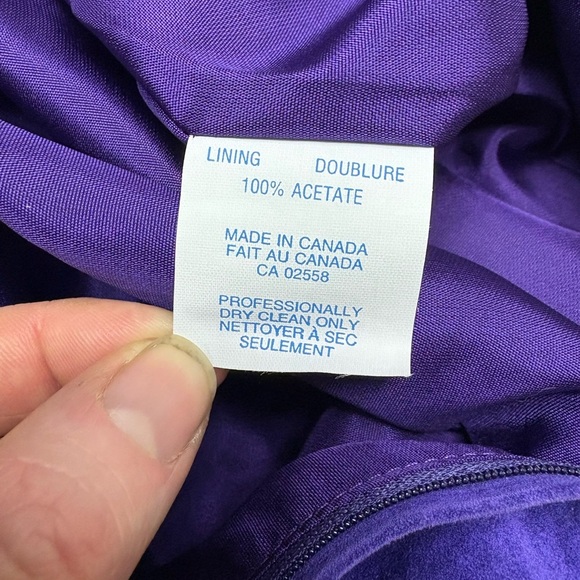 LINING DOUBLURE
100% ACETATE
MADE IN CANADA
FAIT AU CANADA
CA 02558
PROFESSIONALLY
DRY CLEAN ONLY
NETTOYER À SEC
SEULEMENT